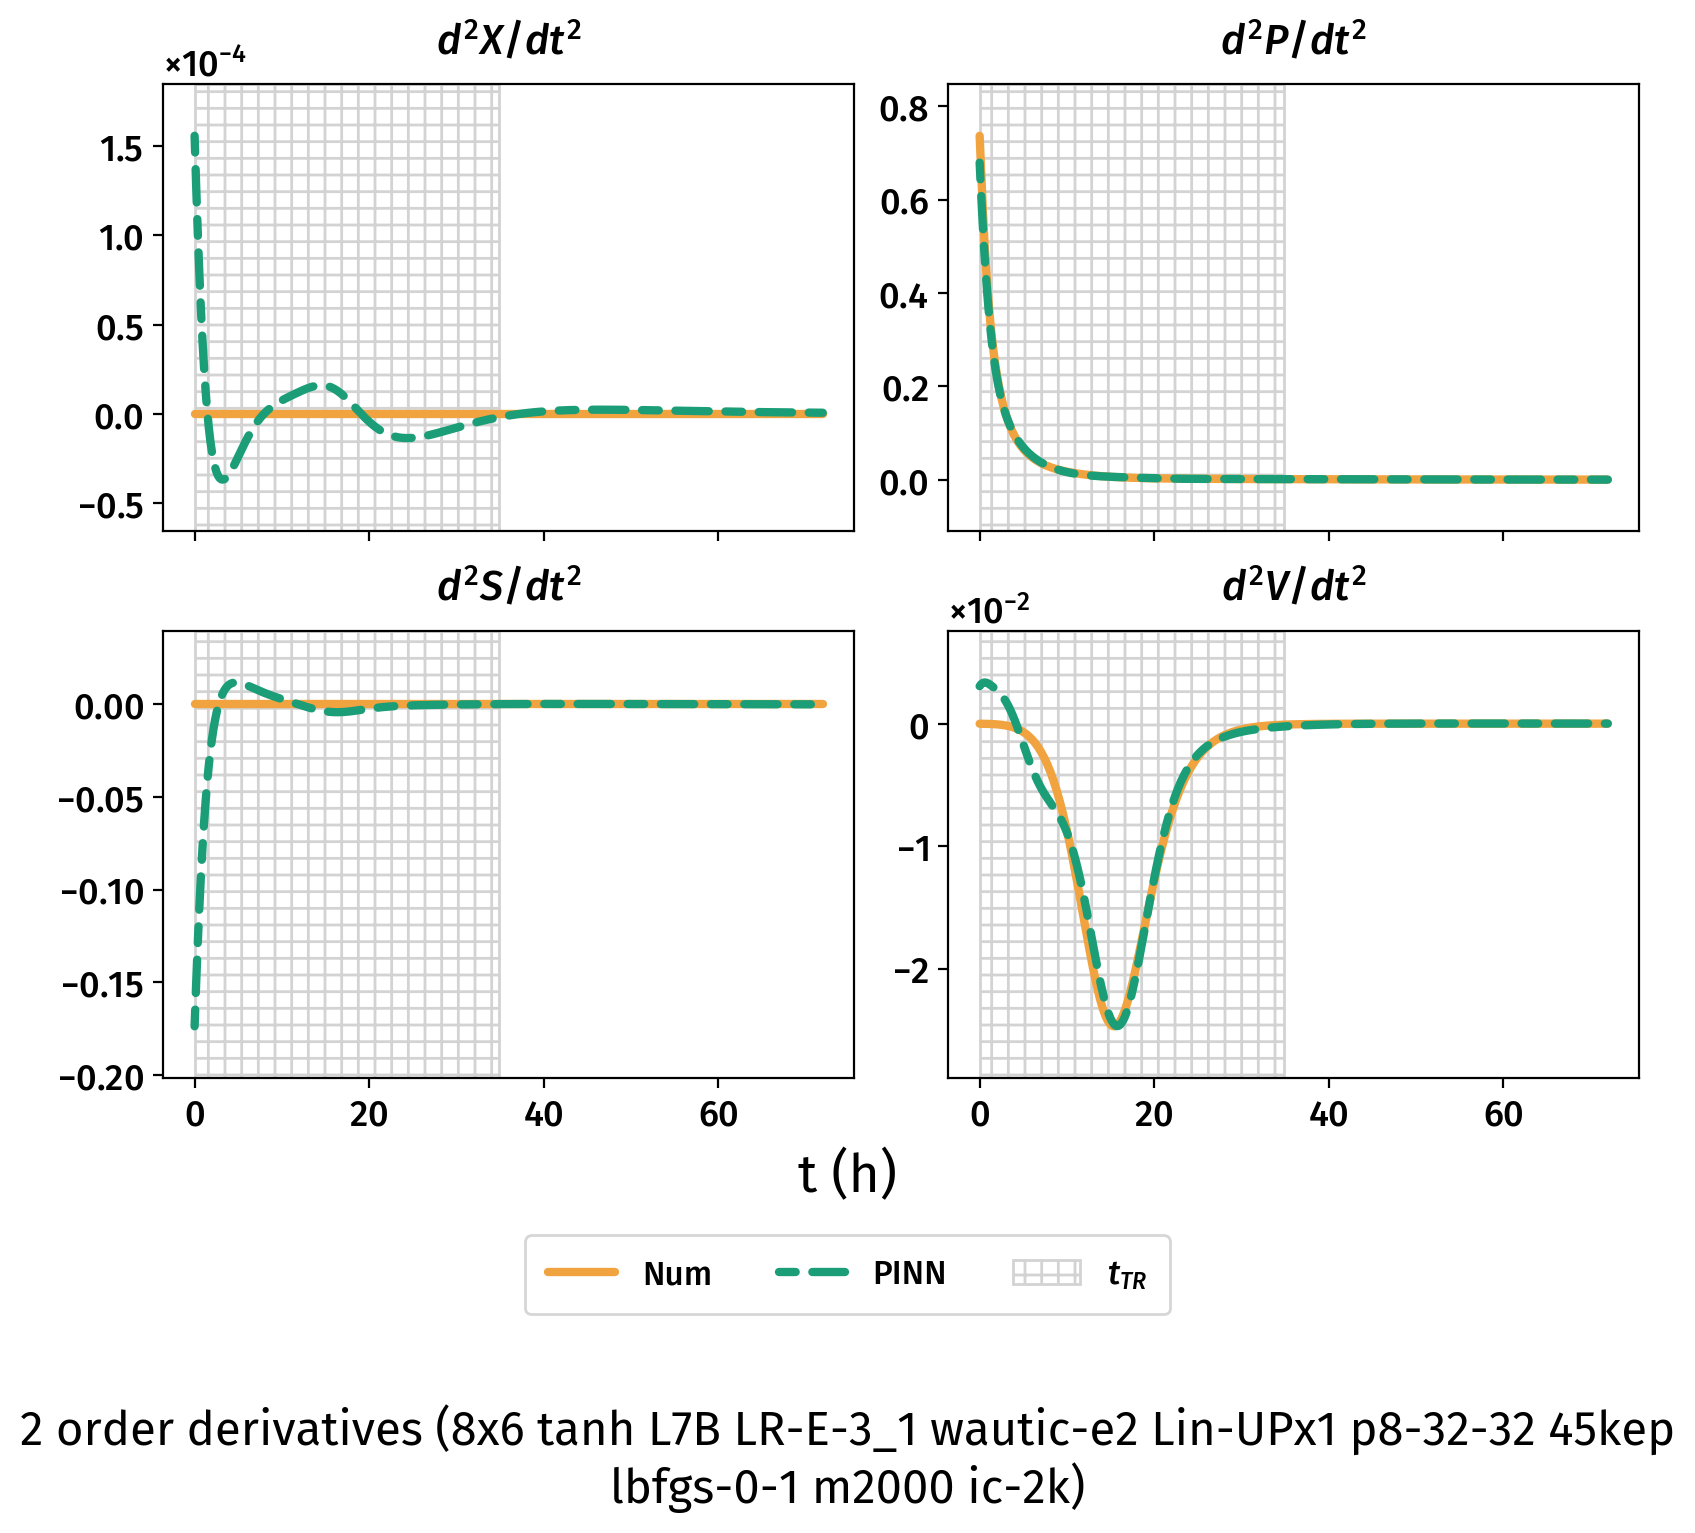 d²X/dt²
×10⁻⁴
1.5
1.0
0.5
0.0
−0.5
d²P/dt²
0.8
0.6
0.4
0.2
0.0
d²S/dt²
0.00
−0.05
−0.10
−0.15
−0.20
0 20 40 60
d²V/dt²
×10⁻²
0
−1
−2
0 20 40 60
t (h)
Num PINN t_TR
2 order derivatives (8x6 tanh L7B LR-E-3_1 wautic-e2 Lin-UPx1 p8-32-32 45kep
lbfgs-0-1 m2000 ic-2k)